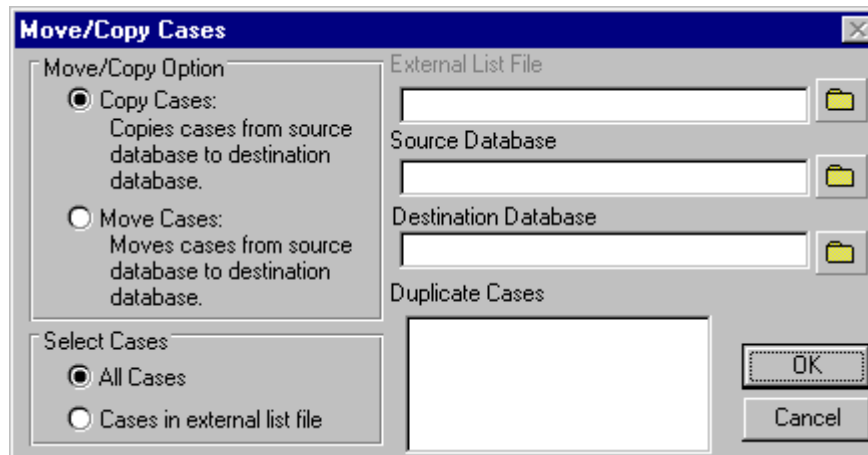 Move/Copy Cases
Move/Copy Option
Copy Cases:
Copies cases from source
database to destination
database.
Move Cases:
Moves cases from source
database to destination
database.
Select Cases
All Cases
Cases in external list file
External List File
Source Database
Destination Database
Duplicate Cases
OK
Cancel